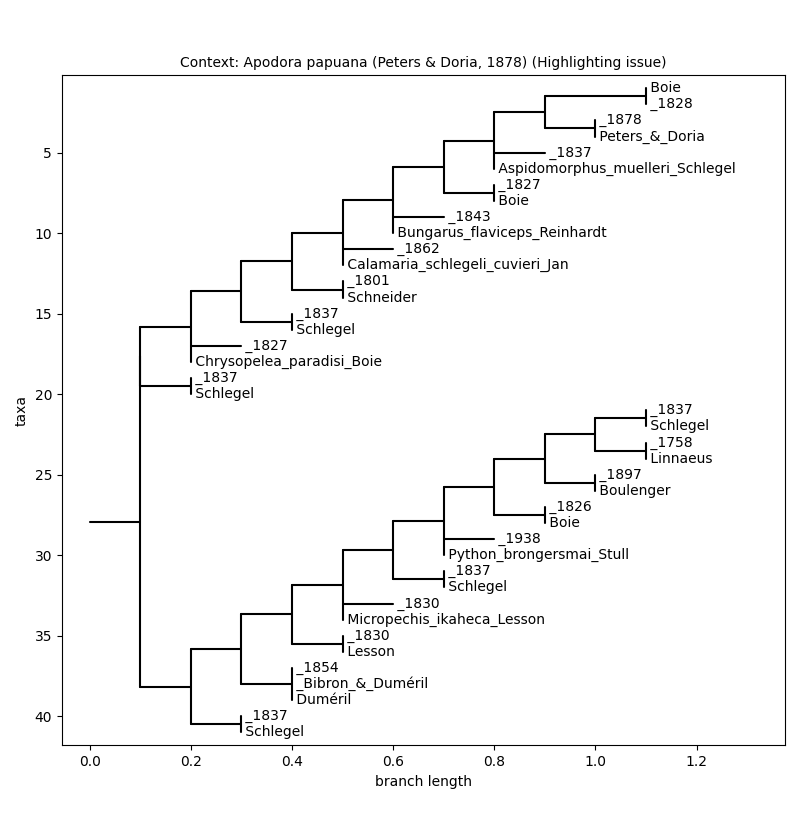 Context: Apodora papuana (Peters & Doria, 1878) (Highlighting issue)
Boie
_1828
_1878
Peters_&_Doria
_1837
Aspidomorphus_muelleri_Schlegel
_1827
Boie
_1843
Bungarus_flaviceps_Reinhardt
_1862
Calamaria_schlegeli_cuvieri_Jan
_1801
Schneider
_1837
Schlegel
_1827
Chrysopelea_paradisi_Boie
_1837
Schlegel
_1837
Schlegel
_1758
Linnaeus
_1897
Boulenger
_1826
Boie
_1938
Python_brongersmai_Stull
_1837
Schlegel
_1830
Micropechis_ikaheca_Lesson
_1830
Lesson
_1854
_Bibron_&_Duméril
Duméril
_1837
Schlegel
5
10
15
20
25
30
35
40
taxa
0.0 0.2 0.4 0.6 0.8 1.0 1.2
branch length